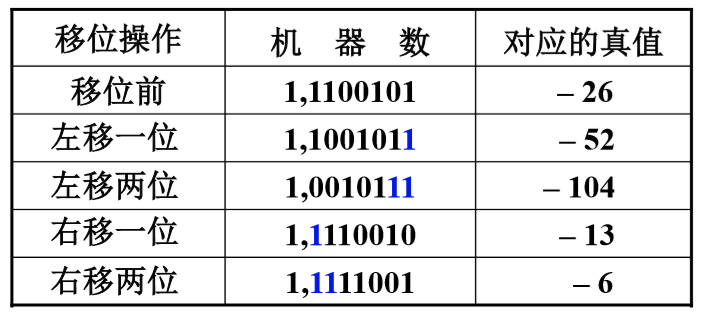 移位操作 机 器 数 对应的真值
移位前 1,1100101 – 26
左移一位 1,1001011 – 52
左移两位 1,0010111 – 104
右移一位 1,1110010 – 13
右移两位 1,1111001 – 6